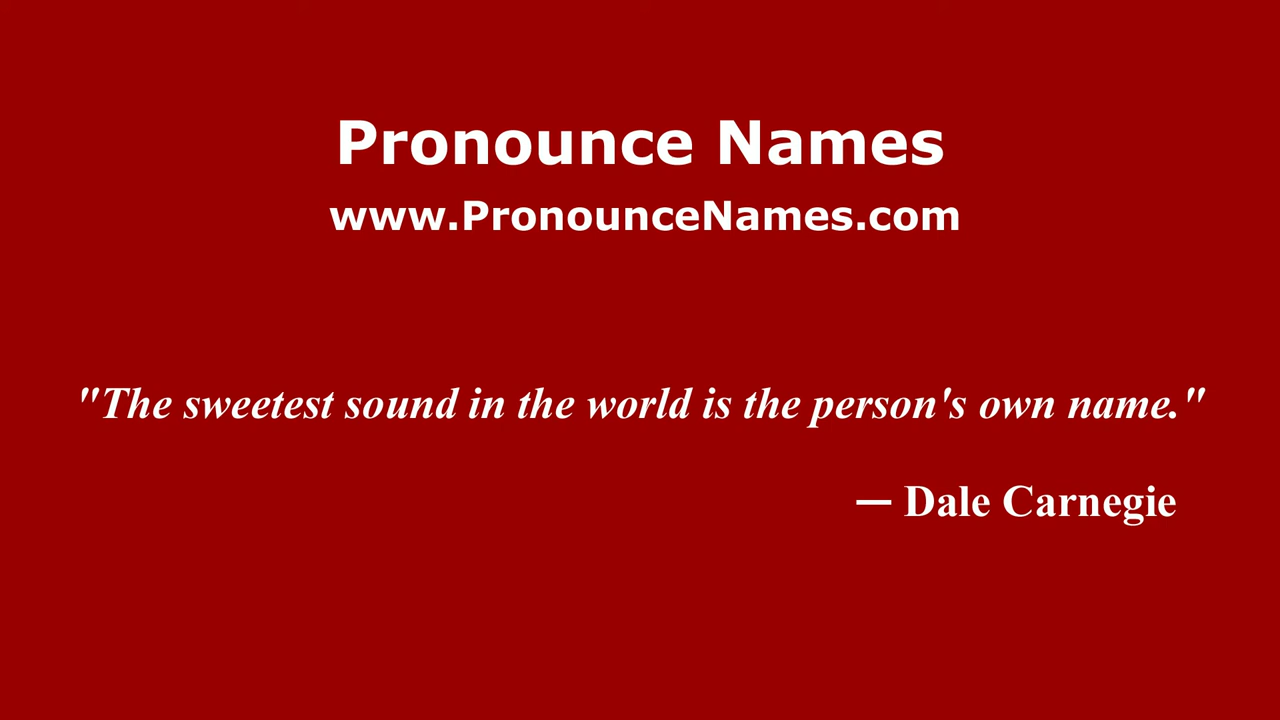 Pronounce Names
www.PronounceNames.com
"The sweetest sound in the world is the person's own name."
— Dale Carnegie